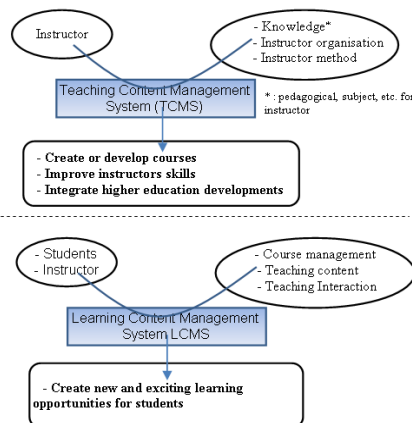 Instructor
- Knowledge*
- Instructor organisation
- Instructor method
Teaching Content Management
System (TCMS)
* : pedagogical, subject, etc. for
instructor
- Create or develop courses
- Improve instructors skills
- Integrate higher education developments
- Students
- Instructor
- Course management
- Teaching content
- Teaching Interaction
Learning Content Management
System LCMS
- Create new and exciting learning
opportunities for students